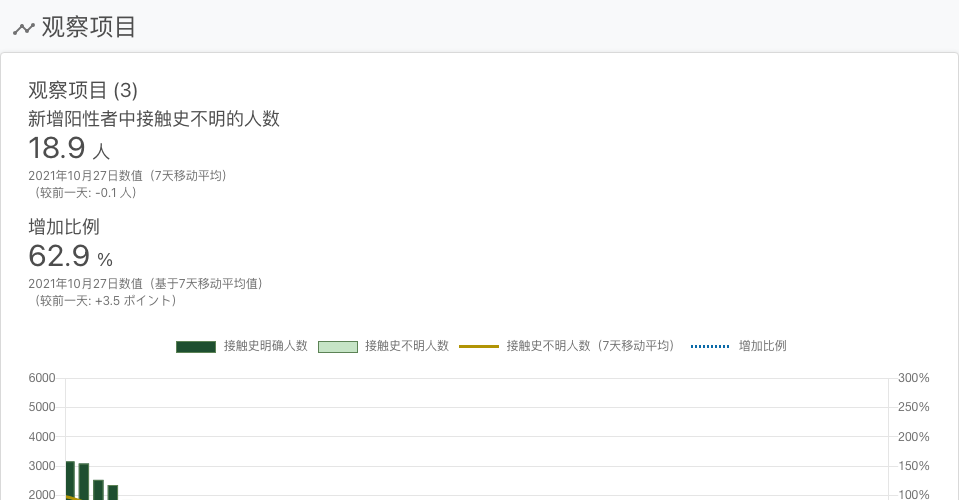 观察项目
观察项目 (3)
新增阳性者中接触史不明的人数
18.9 人
2021年10月27日数值（7天移动平均）
（较前一天: -0.1 人）
增加比例
62.9 %
2021年10月27日数值（基于7天移动平均值）
（较前一天: +3.5 ポイント）
接触史明确人数 接触史不明人数 接触史不明人数（7天移动平均） 增加比例
6000 300%
5000 250%
4000 200%
3000 150%
2000 100%